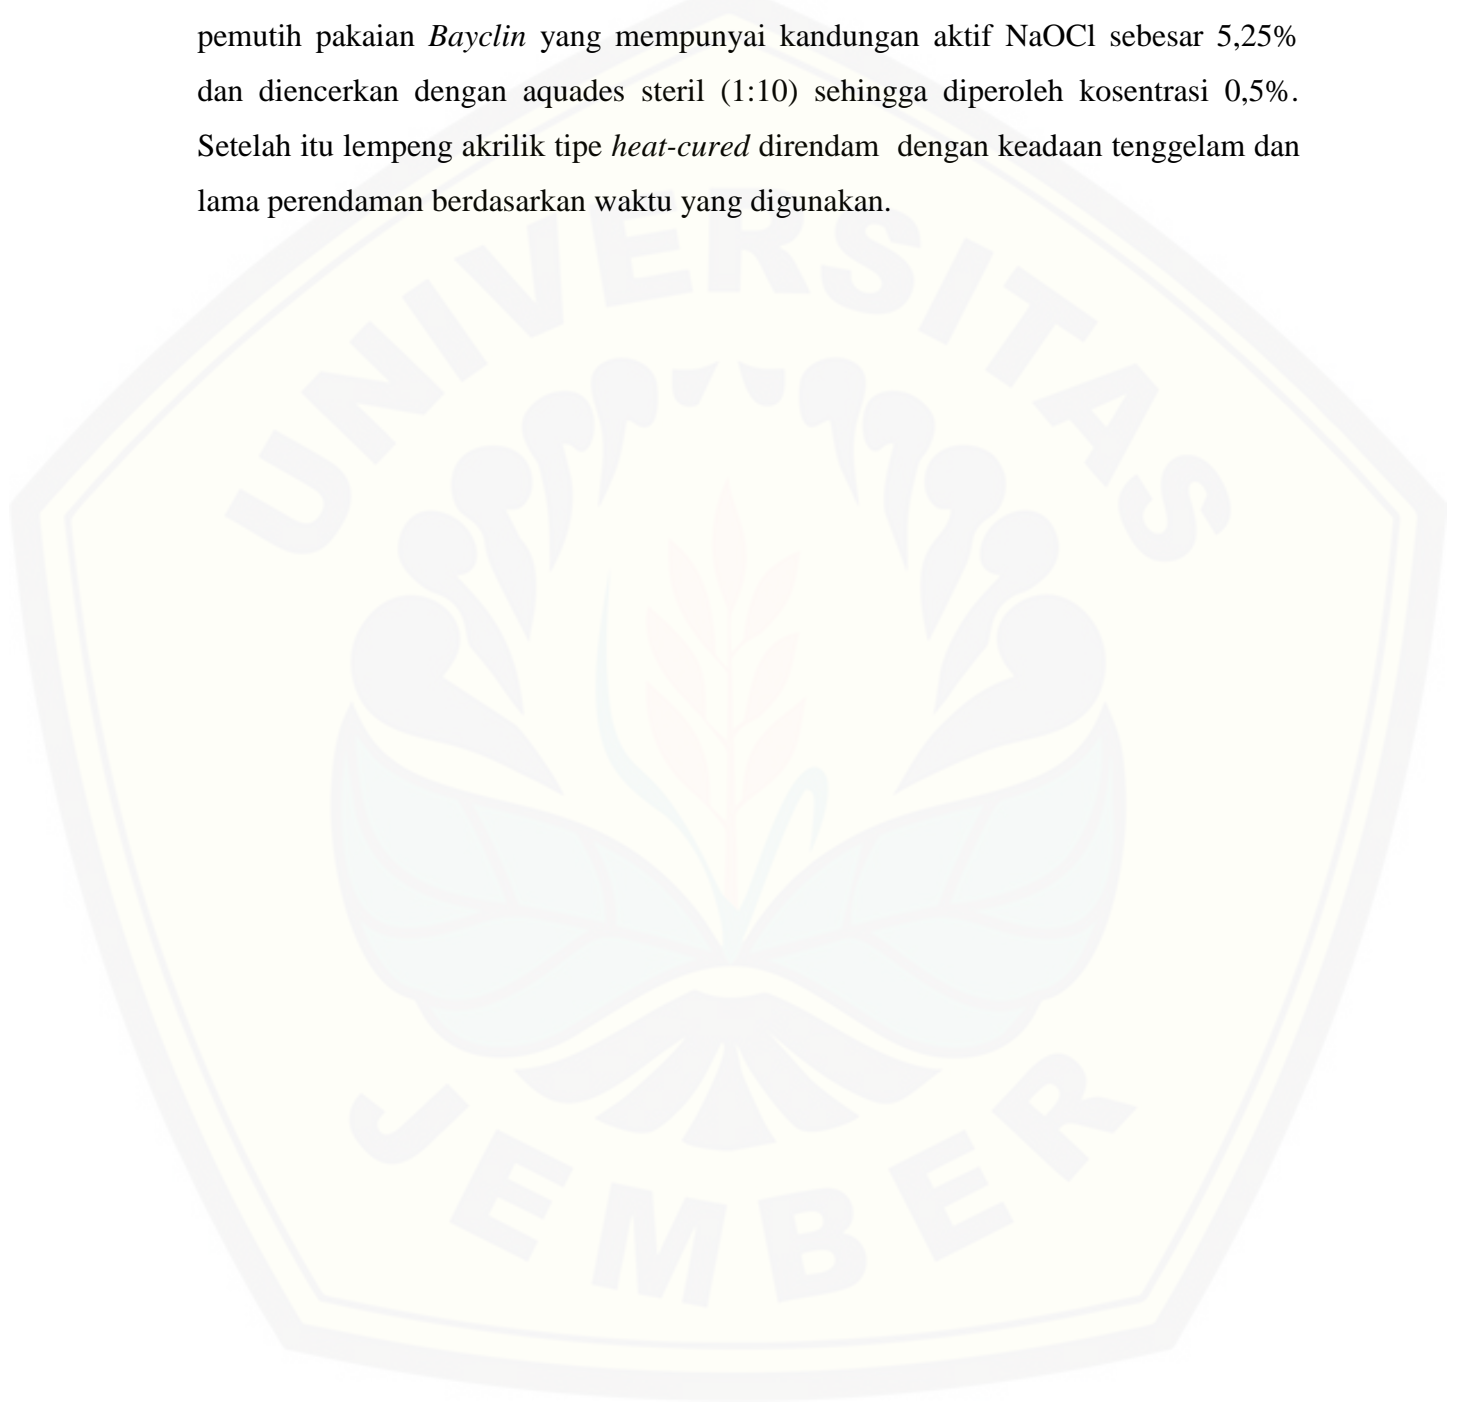 pemutih pakaian Bayclin yang mempunyai kandungan aktif NaOCl sebesar 5,25%
dan diencerkan dengan aquades steril (1:10) sehingga diperoleh kosentrasi 0,5%.
Setelah itu lempeng akrilik tipe heat-cured direndam dengan keadaan tenggelam dan
lama perendaman berdasarkan waktu yang digunakan.
UNIVERSITAS
JEMBER